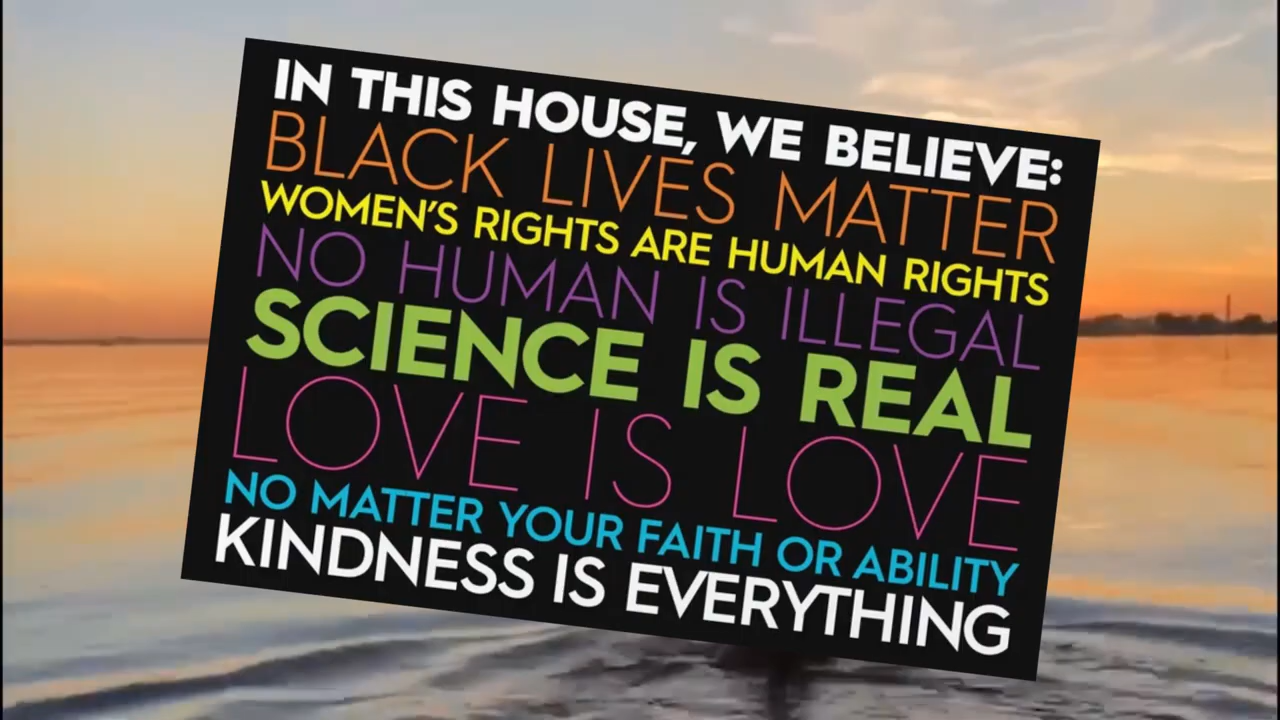 IN THIS HOUSE, WE BELIEVE:
BLACK LIVES MATTER
WOMEN'S RIGHTS ARE HUMAN RIGHTS
NO HUMAN IS ILLEGAL
SCIENCE IS REAL
LOVE IS LOVE
NO MATTER YOUR FAITH OR ABILITY
KINDNESS IS EVERYTHING